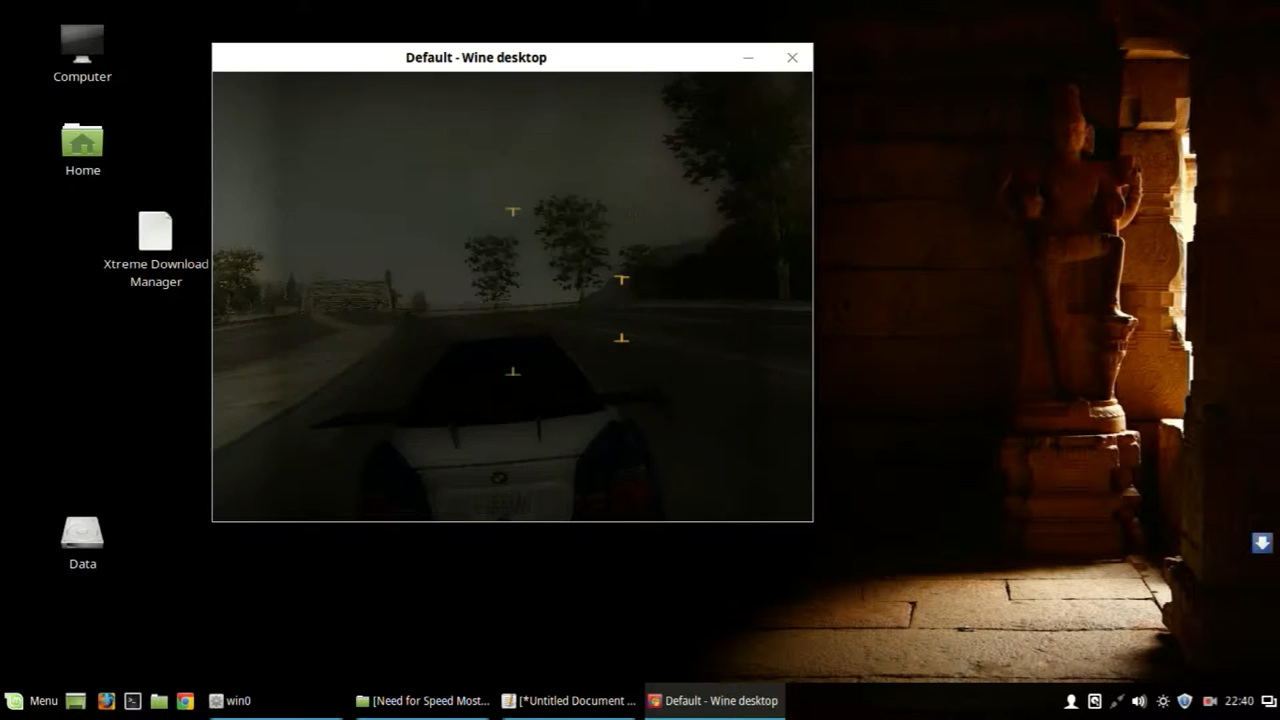 Computer
Default - Wine desktop
Home
Xtreme Download
Manager
Data
Menu
win0
[Need for Speed Most...
[*Untitled Document ...
Default - Wine desktop
22:40